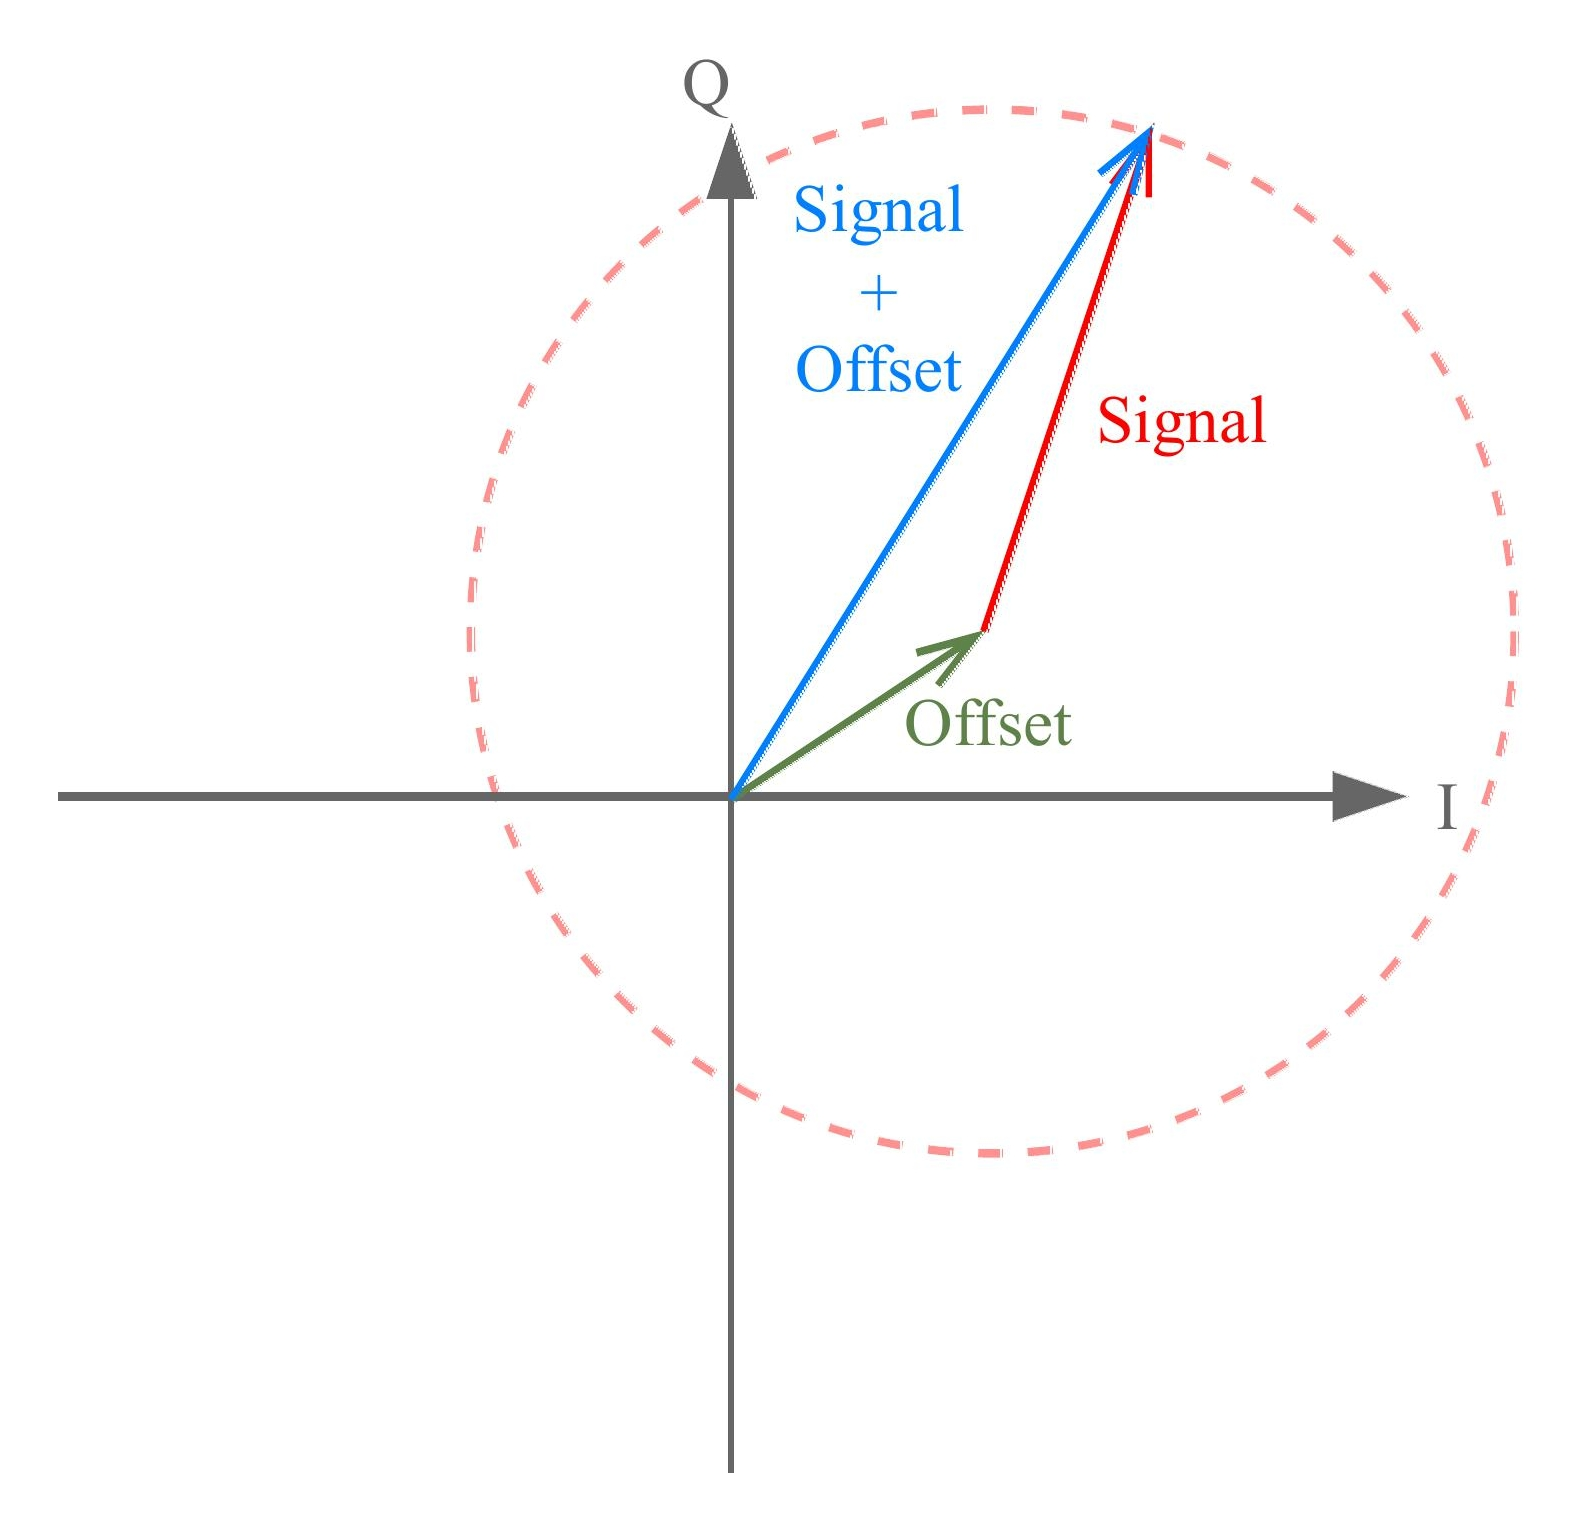 Q
Signal
+
Offset
Signal
Offset
I